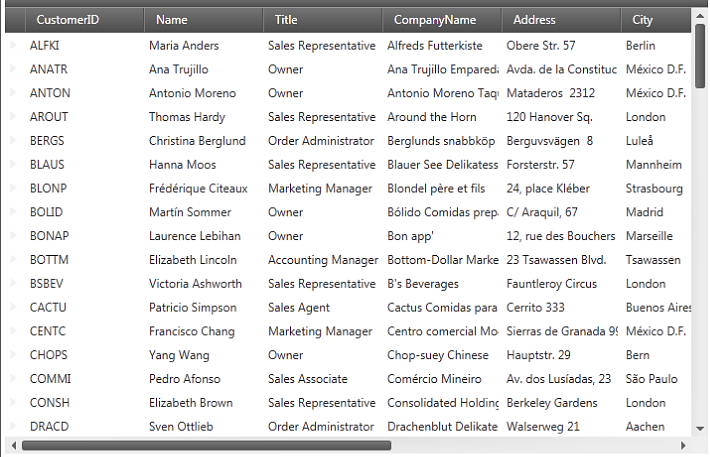 CustomerID Name Title CompanyName Address City
ALFKI Maria Anders Sales Representative Alfreds Futterkiste Obere Str. 57 Berlin
ANATR Ana Trujillo Owner Ana Trujillo Empareda Avda. de la Constituc México D.F.
ANTON Antonio Moreno Owner Antonio Moreno Taqu Mataderos 2312 México D.F.
AROUT Thomas Hardy Sales Representative Around the Horn 120 Hanover Sq. London
BERGS Christina Berglund Order Administrator Berglunds snabbköp Berguvsvägen 8 Luleå
BLAUS Hanna Moos Sales Representative Blauer See Delikatess Forsterstr. 57 Mannheim
BLONP Frédérique Citeaux Marketing Manager Blondel père et fils 24, place Kléber Strasbourg
BOLID Martín Sommer Owner Bólido Comidas prep C/ Araquil, 67 Madrid
BONAP Laurence Lebihan Owner Bon app' 12, rue des Bouchers Marseille
BOTTM Elizabeth Lincoln Accounting Manager Bottom-Dollar Marke 23 Tsawassen Blvd. Tsawassen
BSBEV Victoria Ashworth Sales Representative B's Beverages Fauntleroy Circus London
CACTU Patricio Simpson Sales Agent Cactus Comidas para Cerrito 333 Buenos Aires
CENTC Francisco Chang Marketing Manager Centro comercial Mo Sierras de Granada 99 México D.F.
CHOPS Yang Wang Owner Chop-suey Chinese Hauptstr. 29 Bern
COMMI Pedro Afonso Sales Associate Comércio Mineiro Av. dos Lusíadas, 23 São Paulo
CONSH Elizabeth Brown Sales Representative Consolidated Holding Berkeley Gardens London
DRACD Sven Ottlieb Order Administrator Drachenblut Delikate Walserweg 21 Aachen